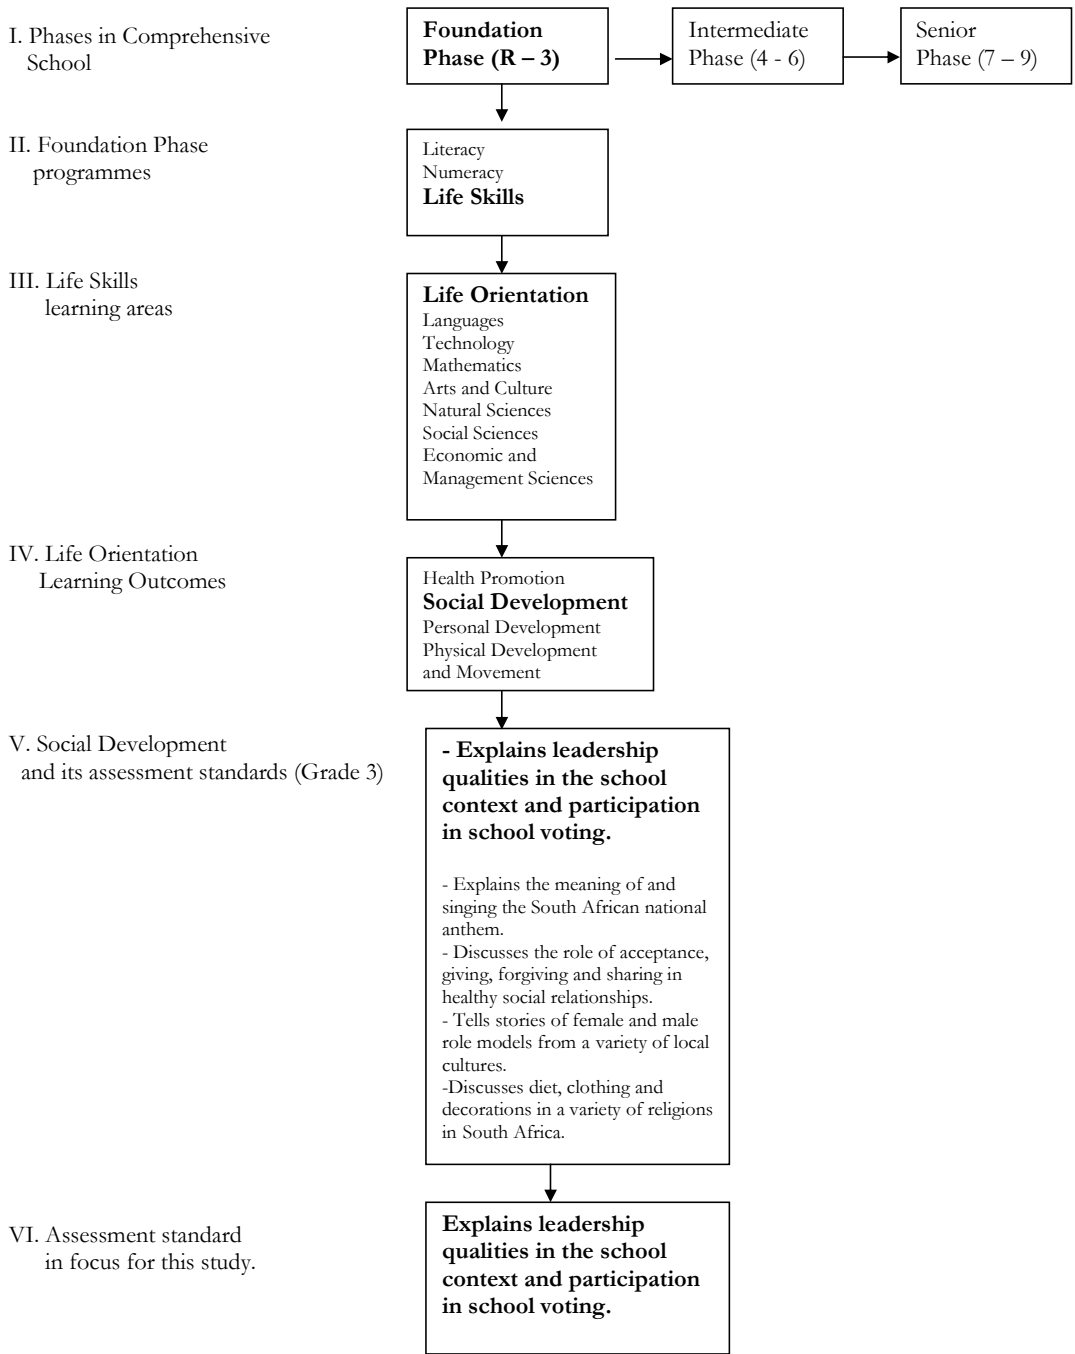 I. Phases in Comprehensive
School
Foundation
Phase (R – 3)
Intermediate
Phase (4 - 6)
Senior
Phase (7 – 9)
II. Foundation Phase
programmes
Literacy
Numeracy
Life Skills
III. Life Skills
learning areas
Life Orientation
Languages
Technology
Mathematics
Arts and Culture
Natural Sciences
Social Sciences
Economic and
Management Sciences
IV. Life Orientation
Learning Outcomes
Health Promotion
Social Development
Personal Development
Physical Development
and Movement
V. Social Development
and its assessment standards (Grade 3)
- Explains leadership
qualities in the school
context and participation
in school voting.
- Explains the meaning of and
singing the South African national
anthem.
- Discusses the role of acceptance,
giving, forgiving and sharing in
healthy social relationships.
- Tells stories of female and male
role models from a variety of local
cultures.
-Discusses diet, clothing and
decorations in a variety of religions
in South Africa.
VI. Assessment standard
in focus for this study.
Explains leadership
qualities in the school
context and participation
in school voting.